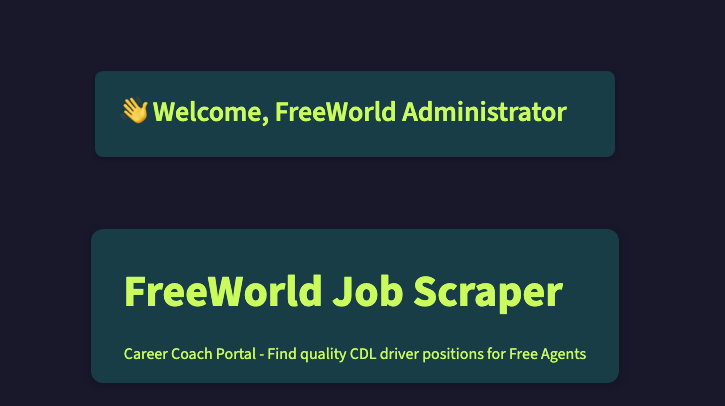 👋 Welcome, FreeWorld Administrator
FreeWorld Job Scraper
Career Coach Portal - Find quality CDL driver positions for Free Agents